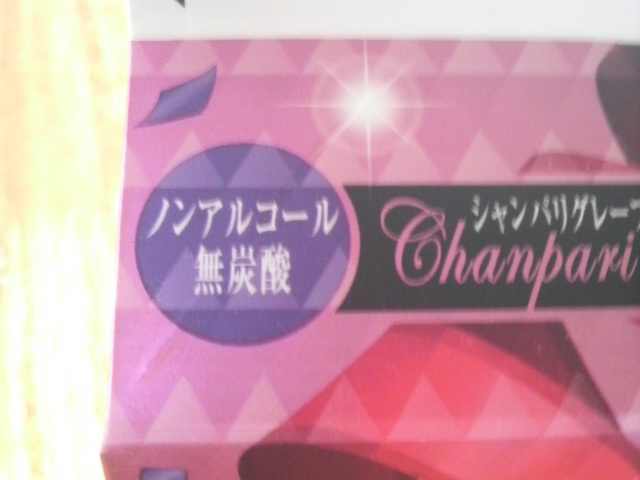 ノンアルコール
無炭酸
シャンパリグレープ
Chanpari